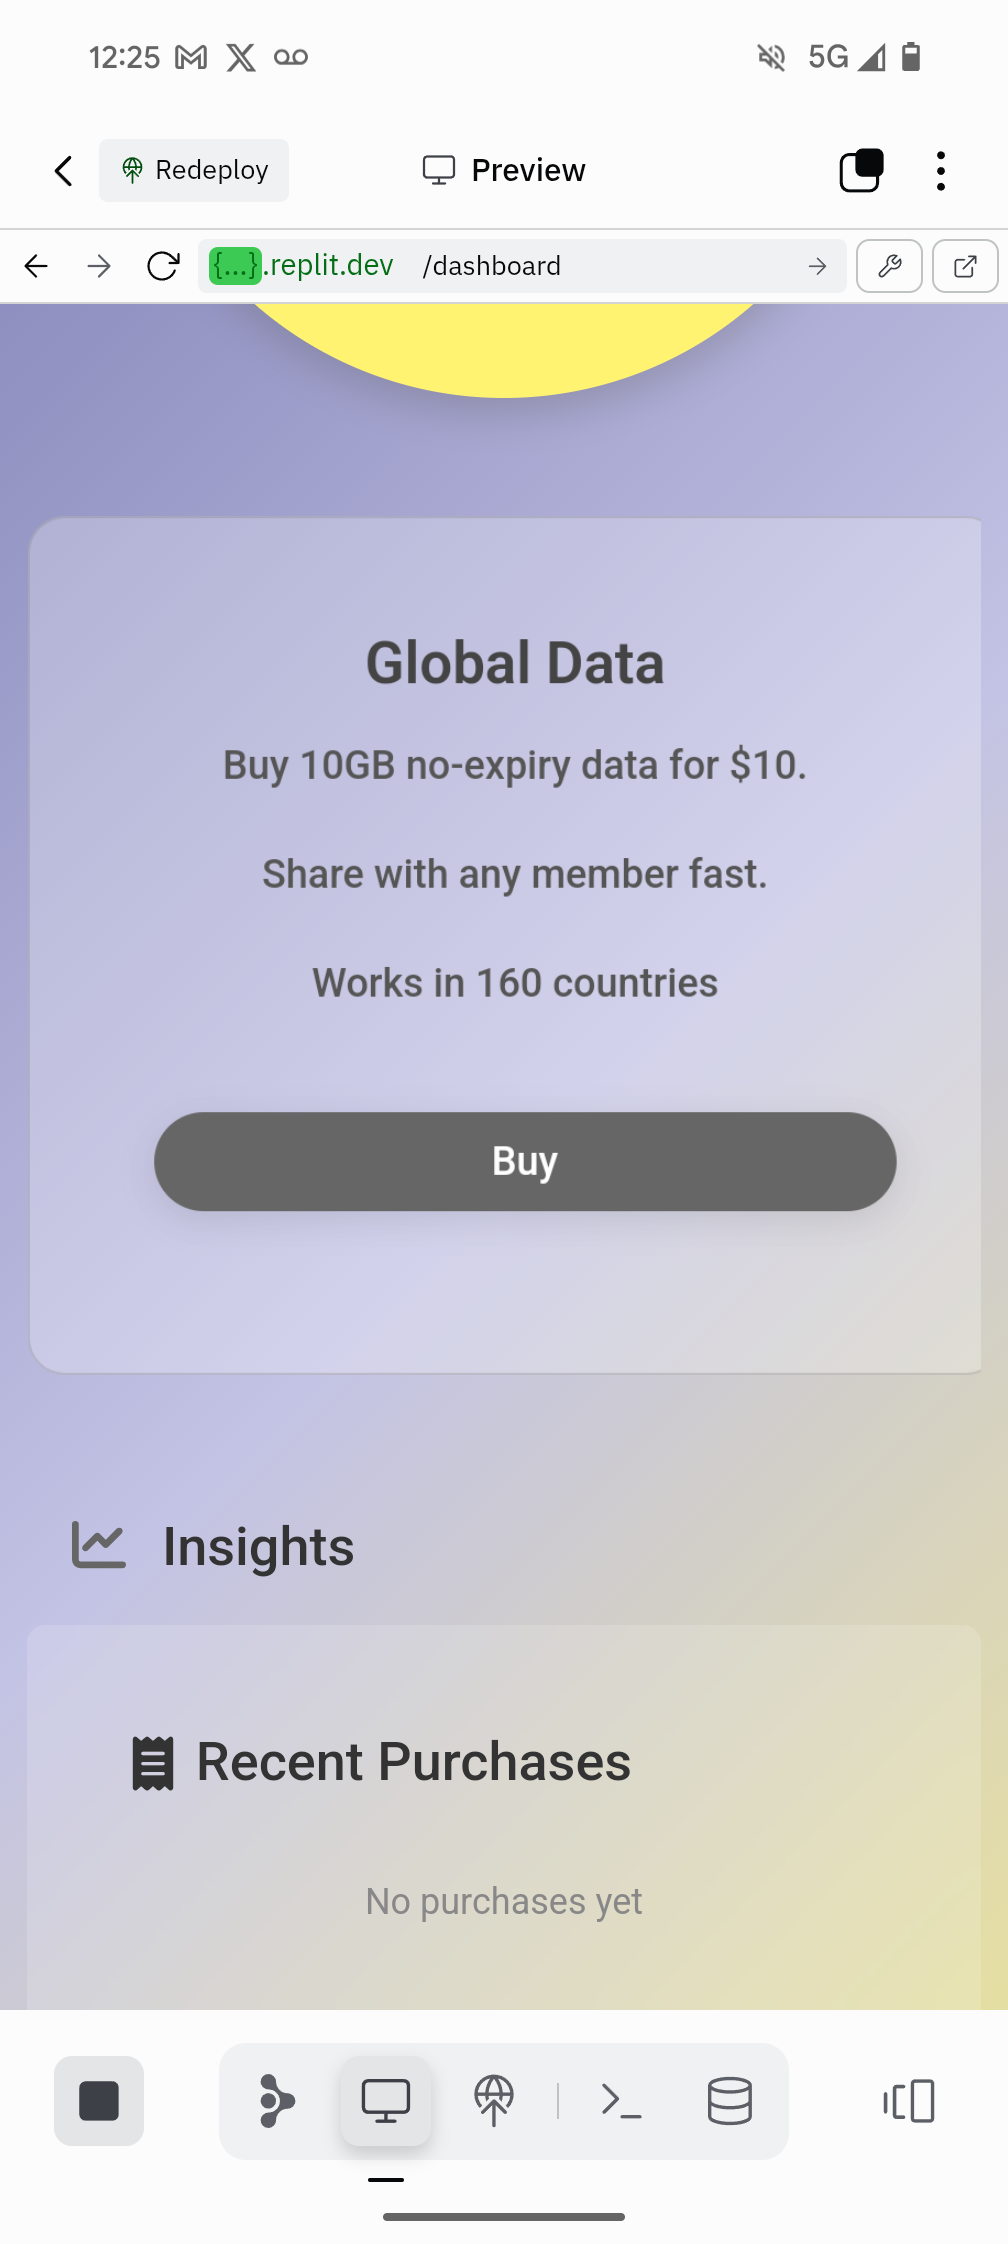 12:25 5G
Redeploy Preview
{...}.replit.dev /dashboard
Global Data
Buy 10GB no-expiry data for $10.
Share with any member fast.
Works in 160 countries
Buy
Insights
Recent Purchases
No purchases yet